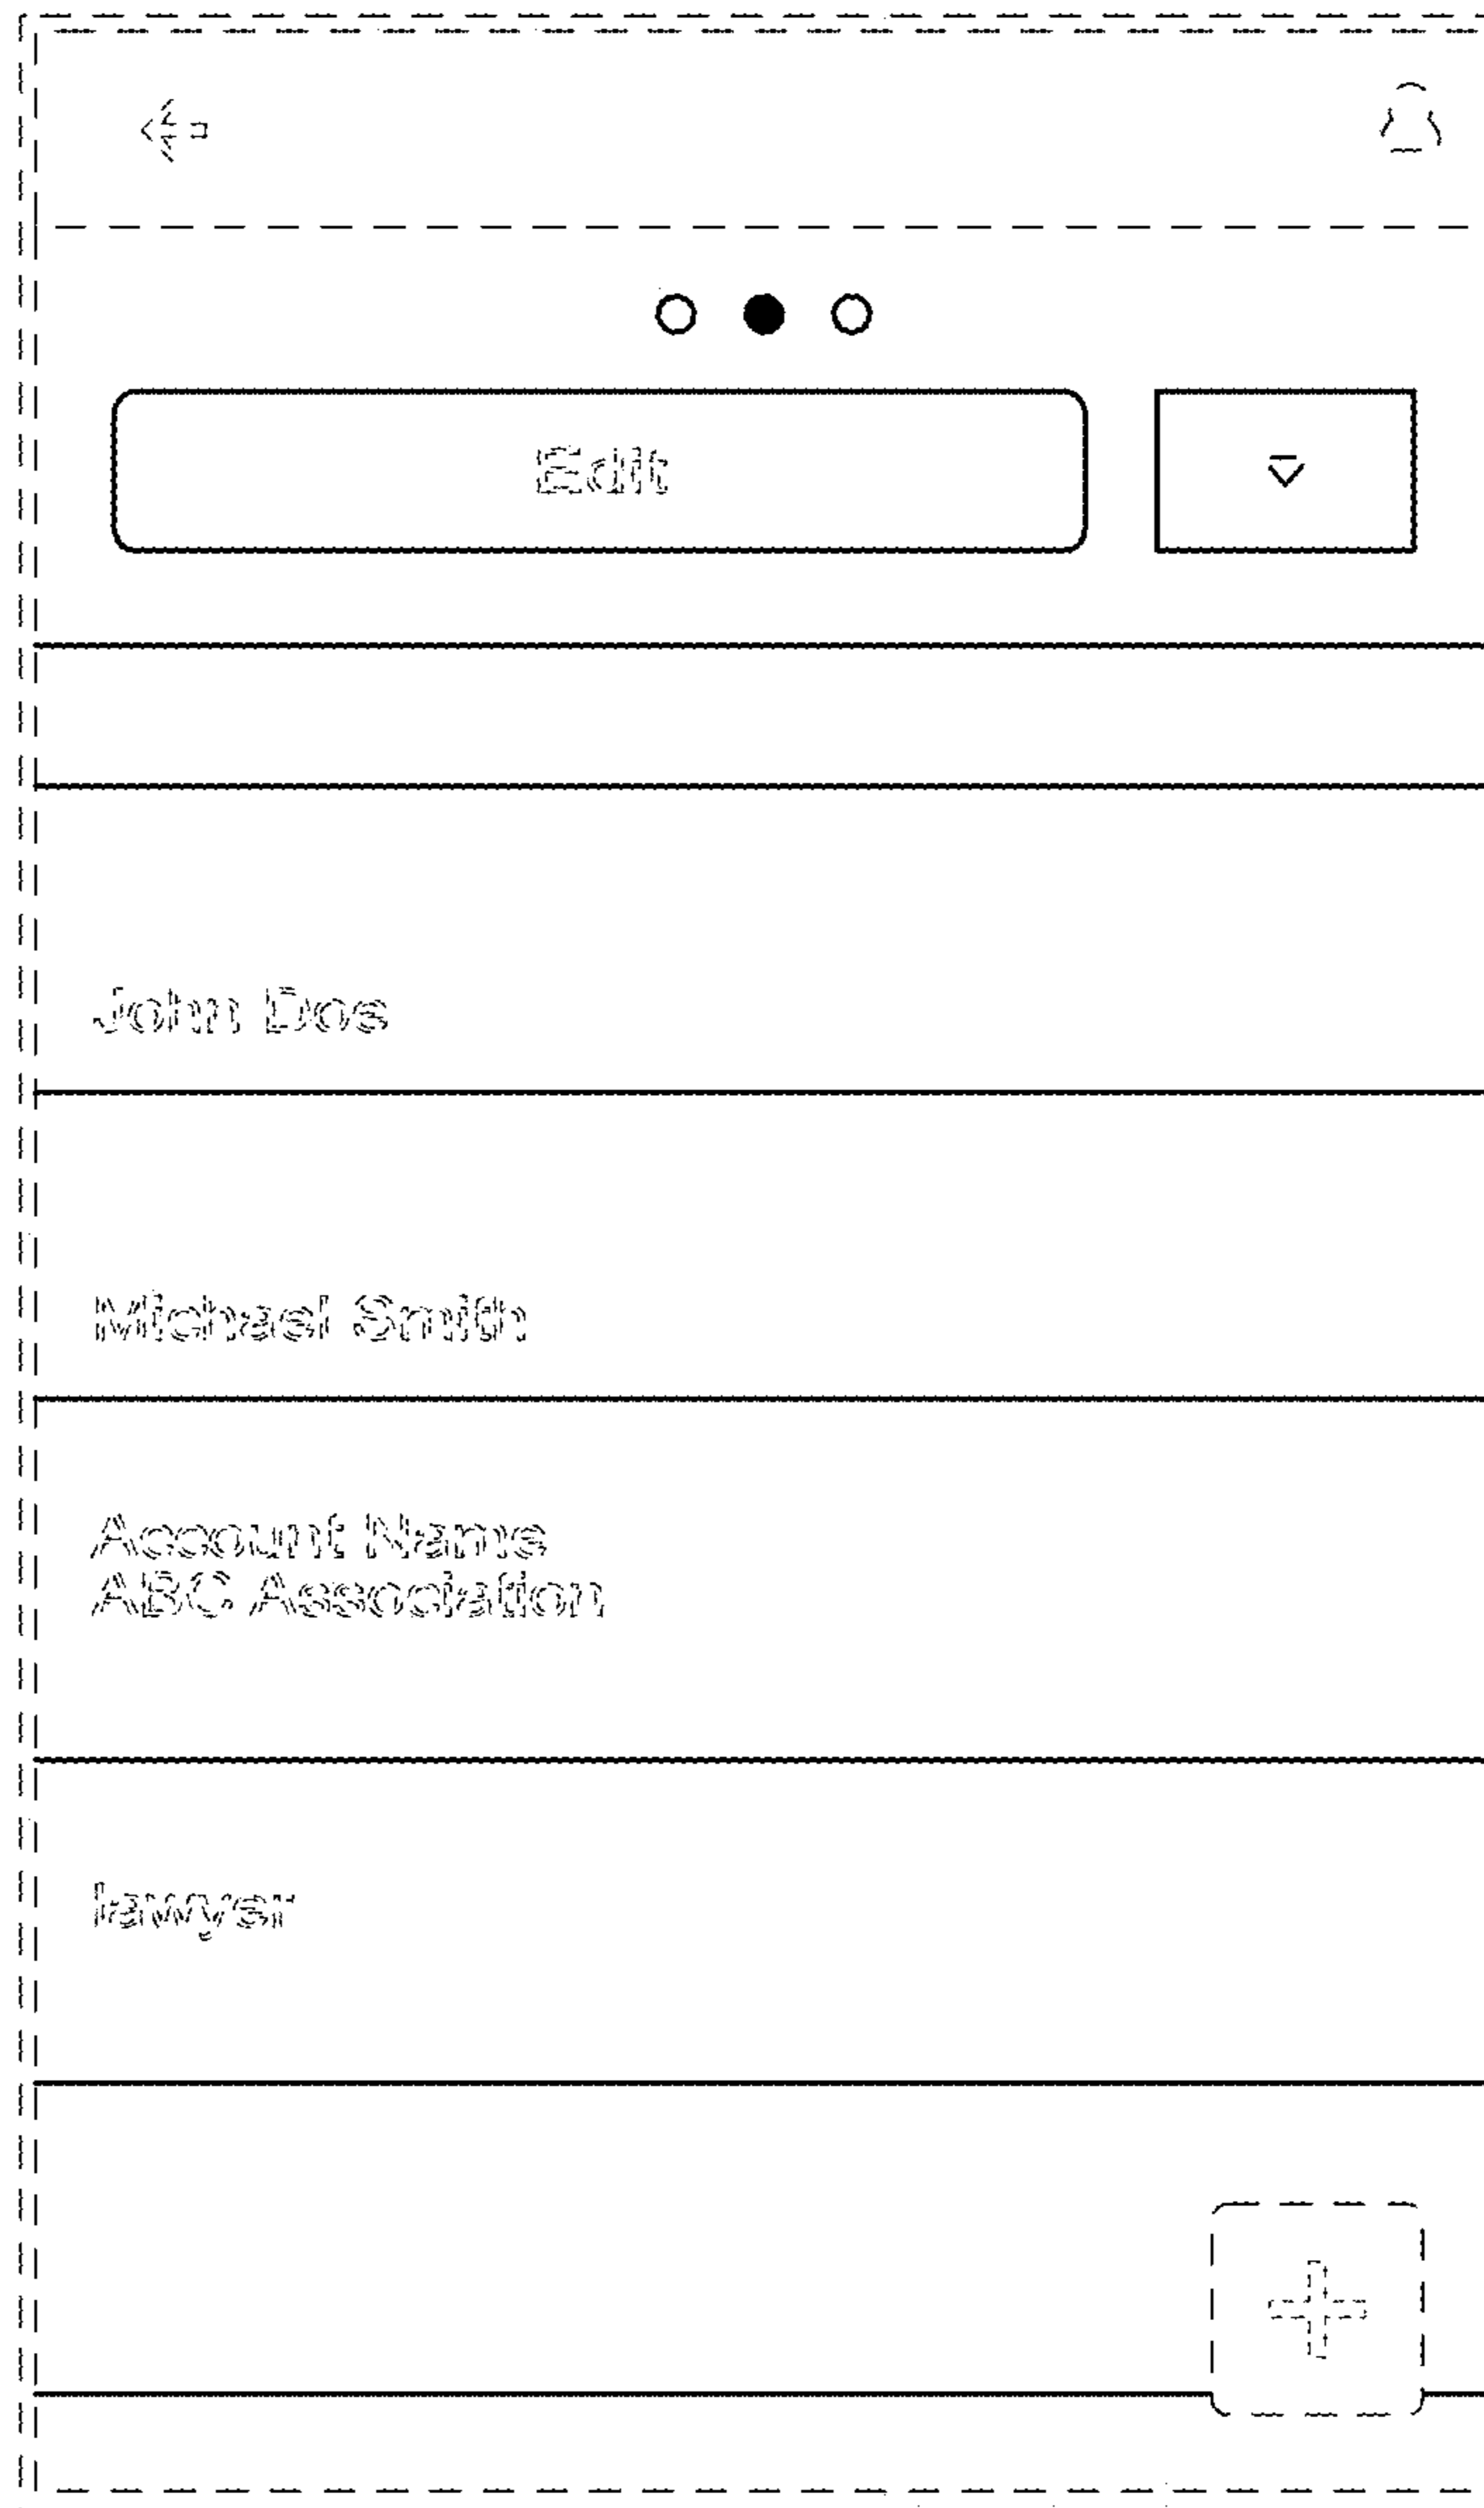 Edit
John Doe
Michael Smith
Account Name
ABC Association
lawyer